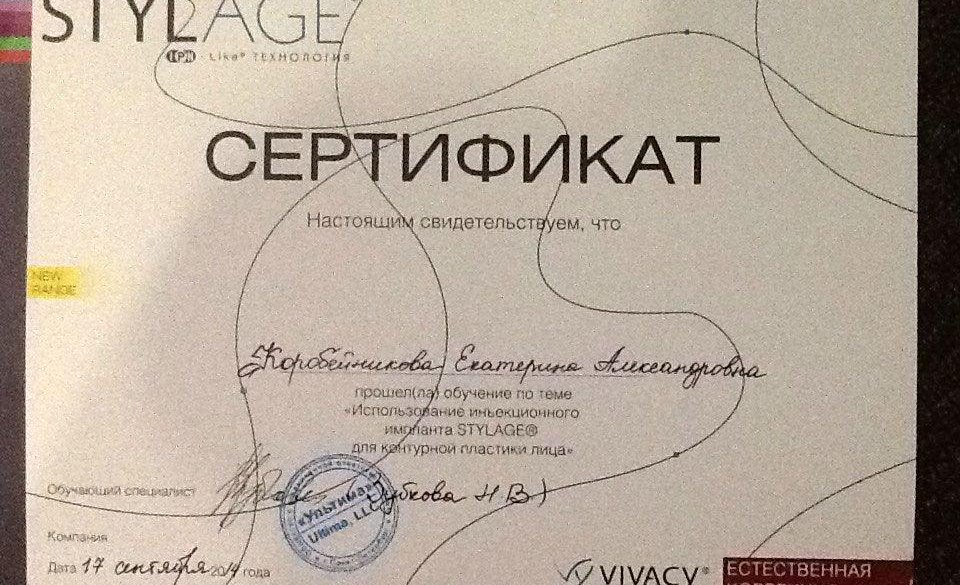 STYLAGE®
IPN - Like® ТЕХНОЛОГИЯ
СЕРТИФИКАТ
Настоящим свидетельствуем, что
NEW
RANGE
Коробейникова Екатерина Александровна
прошел(ла) обучение по теме
«Использование инъекционного
импланта STYLAGE®
для контурной пластики лица»
Обучающий специалист
«Ультима»
Ultima, LLC
Компания
Дата 17 сентября 2014 года
VIVACY®
ЕСТЕСТВЕННАЯ